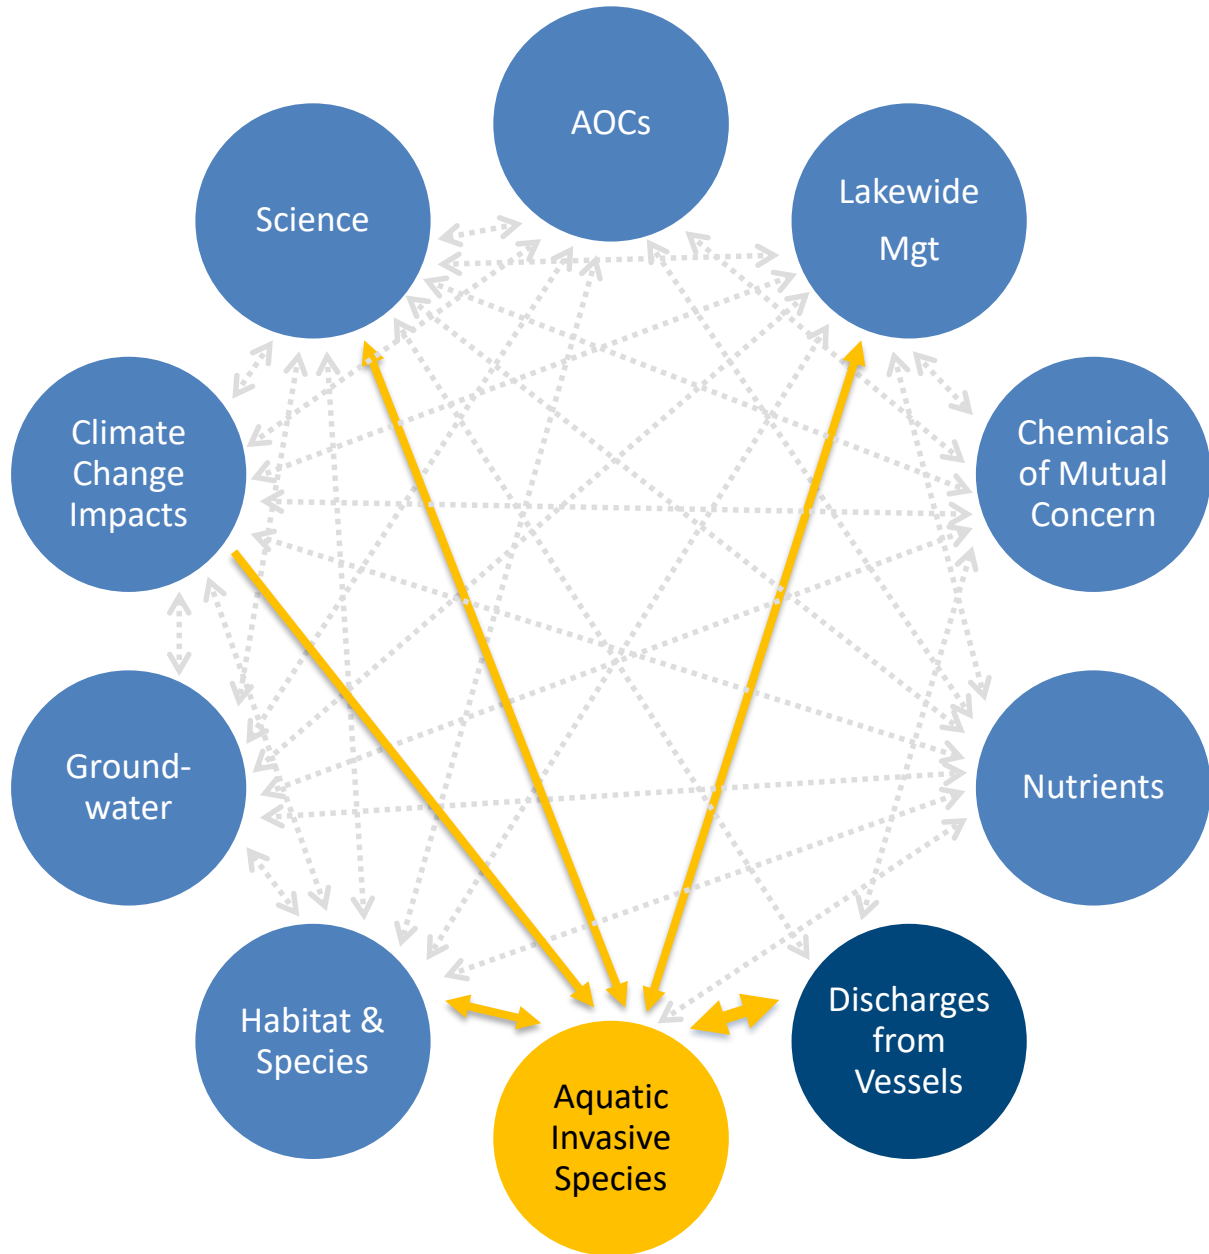 AOCs
Lakewide
Mgt
Science
Chemicals
of Mutual
Concern
Climate
Change
Impacts
Nutrients
Ground-
water
Discharges
from
Vessels
Habitat &
Species
Aquatic
Invasive
Species